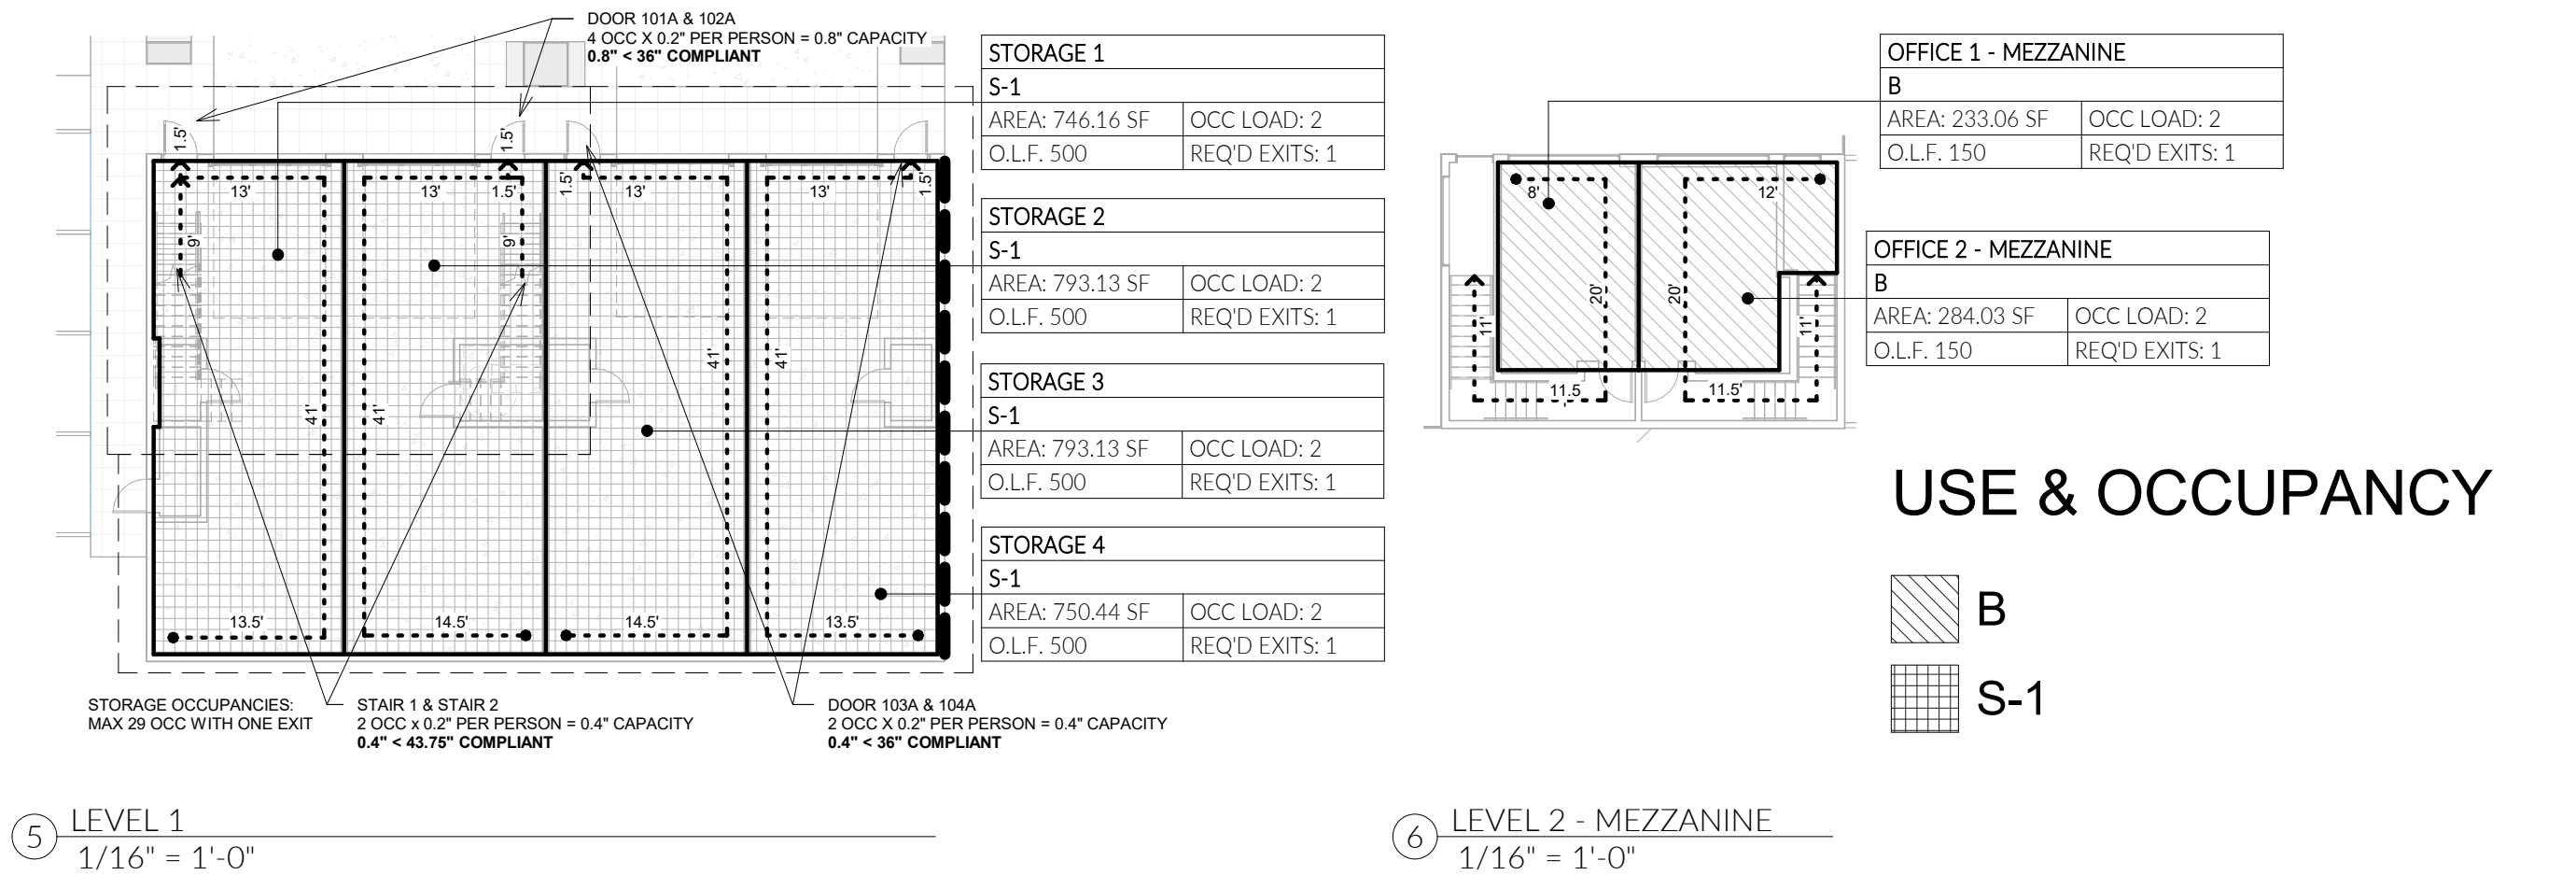 DOOR 101A & 102A
4 OCC X 0.2" PER PERSON = 0.8" CAPACITY
0.8" < 36" COMPLIANT
1.5'
1.5'
1.5'
1.5'
13'
13'
1.5'
13'
13'
9'
9'
41'
41'
41'
41'
13.5'
14.5'
14.5'
13.5'
STORAGE OCCUPANCIES:
MAX 29 OCC WITH ONE EXIT
STAIR 1 & STAIR 2
2 OCC x 0.2" PER PERSON = 0.4" CAPACITY
0.4" < 43.75" COMPLIANT
DOOR 103A & 104A
2 OCC X 0.2" PER PERSON = 0.4" CAPACITY
0.4" < 36" COMPLIANT
STORAGE 1
S-1
AREA: 746.16 SF OCC LOAD: 2
O.L.F. 500 REQ'D EXITS: 1
STORAGE 2
S-1
AREA: 793.13 SF OCC LOAD: 2
O.L.F. 500 REQ'D EXITS: 1
STORAGE 3
S-1
AREA: 793.13 SF OCC LOAD: 2
O.L.F. 500 REQ'D EXITS: 1
STORAGE 4
S-1
AREA: 750.44 SF OCC LOAD: 2
O.L.F. 500 REQ'D EXITS: 1
5 LEVEL 1
1/16" = 1'-0"
8'
12'
20'
20'
11'
11'
11.5'
11.5'
OFFICE 1 - MEZZANINE
B
AREA: 233.06 SF OCC LOAD: 2
O.L.F. 150 REQ'D EXITS: 1
OFFICE 2 - MEZZANINE
B
AREA: 284.03 SF OCC LOAD: 2
O.L.F. 150 REQ'D EXITS: 1
USE & OCCUPANCY
B
S-1
6 LEVEL 2 - MEZZANINE
1/16" = 1'-0"